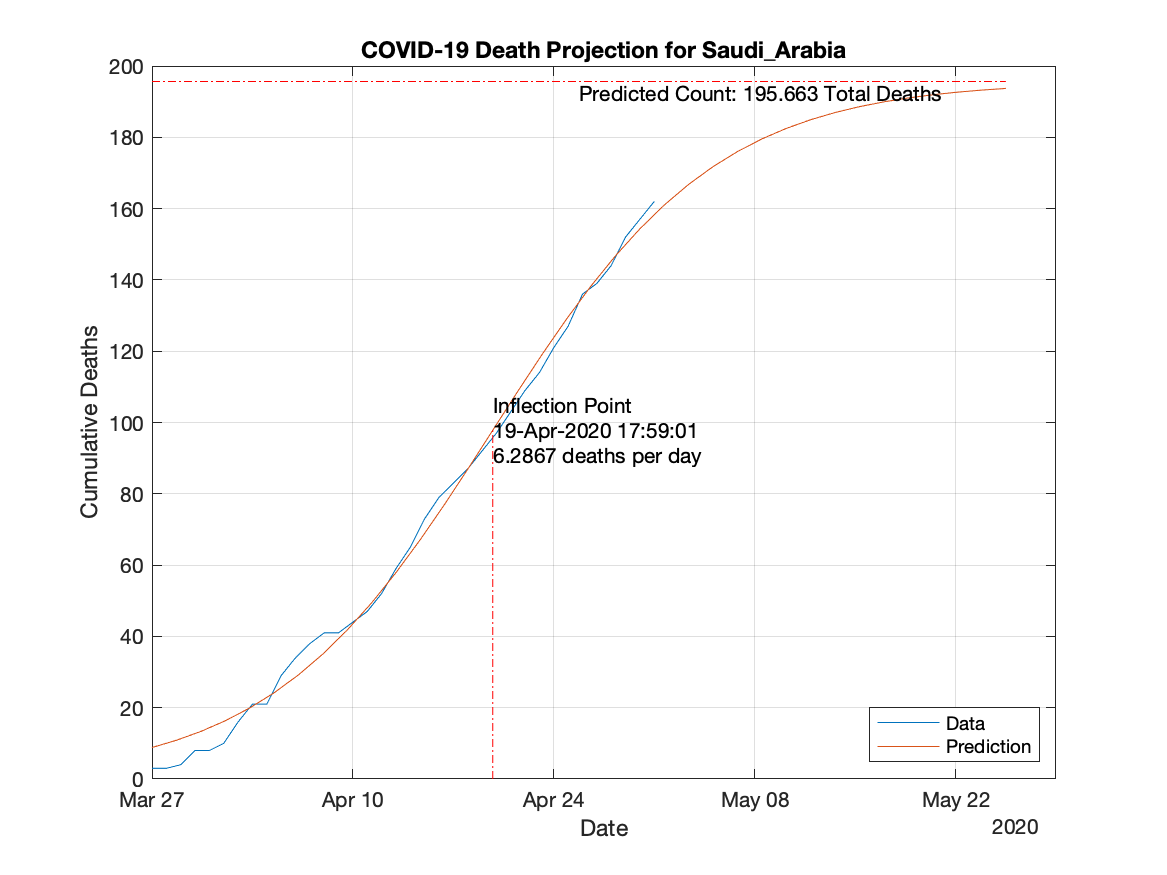 COVID-19 Death Projection for Saudi_Arabia
200
Predicted Count: 195.663 Total Deaths
180
160
140
120
100
80
60
40
20
0
Cumulative Deaths
Inflection Point
19-Apr-2020 17:59:01
6.2867 deaths per day
Data
Prediction
Mar 27 Apr 10 Apr 24 May 08 May 22
Date
2020